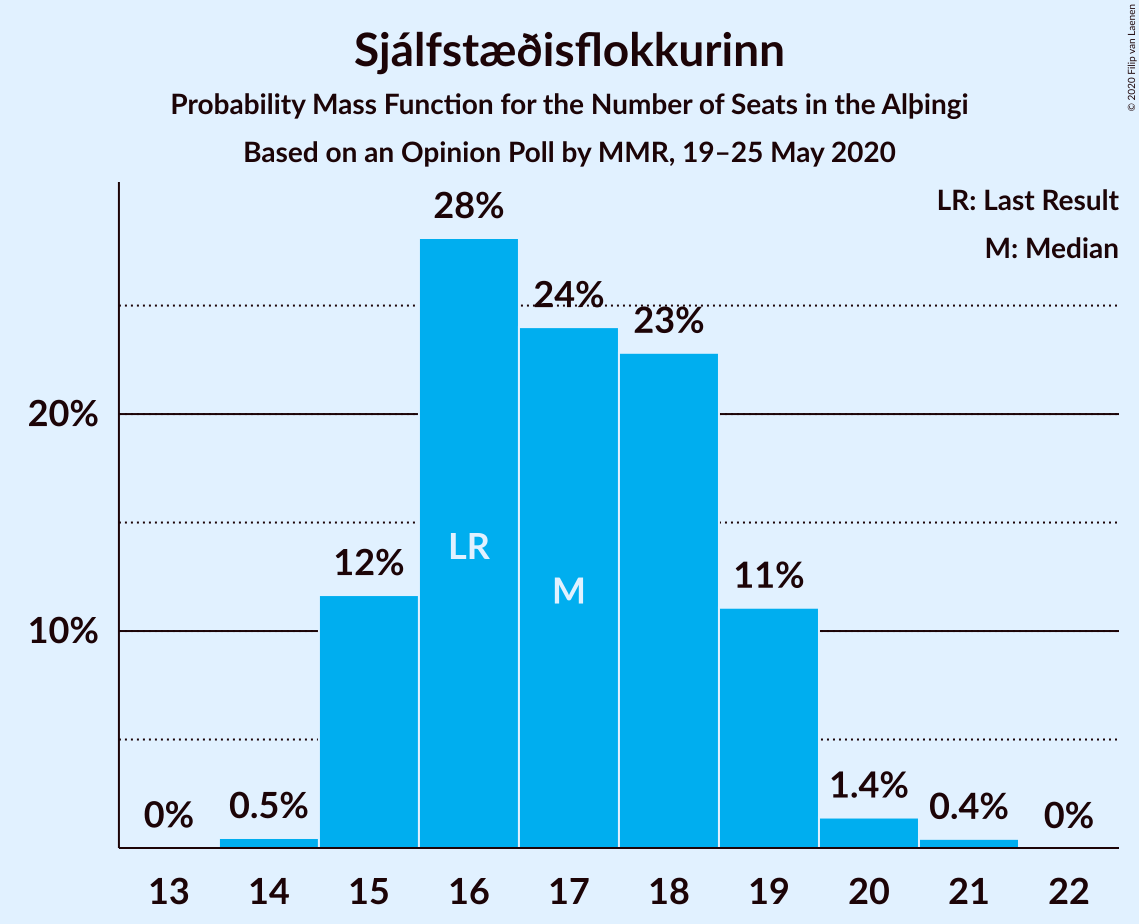 Sjálfstæðisflokkurinn
Probability Mass Function for the Number of Seats in the Alþingi
Based on an Opinion Poll by MMR, 19–25 May 2020
© 2020 Filip van Laenen
LR: Last Result
M: Median
28%
24%
23%
20%
LR
12%
M
11%
10%
0%
0.5%
1.4%
0.4%
0%
13 14 15 16 17 18 19 20 21 22